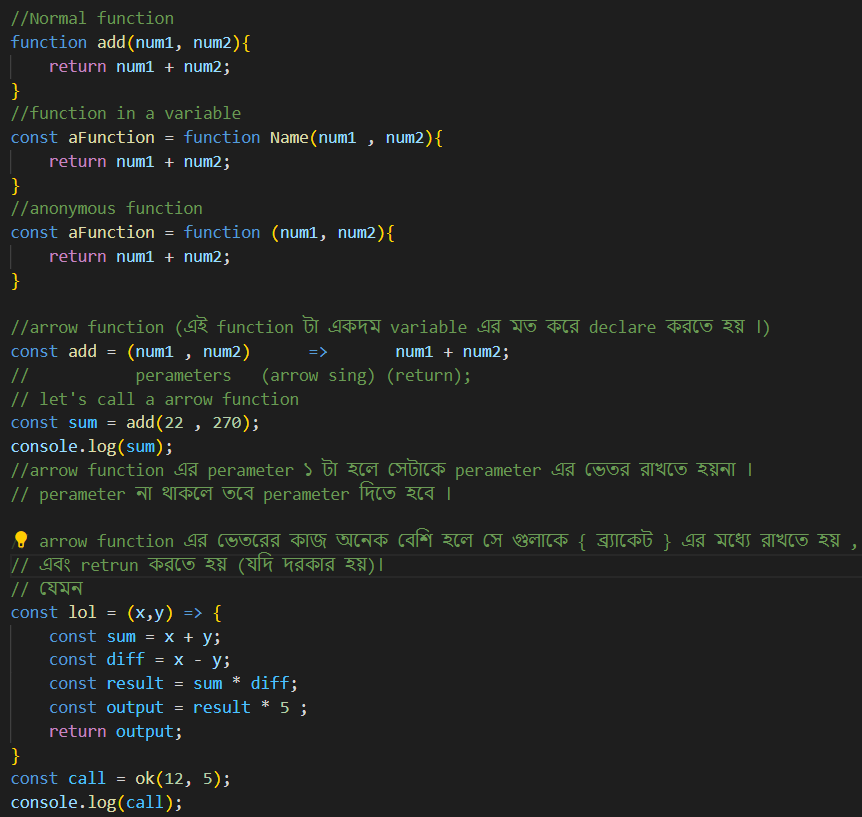 //Normal function
function add(num1, num2){
    return num1 + num2;
}
//function in a variable
const aFunction = function Name(num1 , num2){
    return num1 + num2;
}
//anonymous function
const aFunction = function (num1, num2){
    return num1 + num2;
}
//arrow function (এই function টা একদম variable এর মত করে declare করতে হয় ।)
const add = (num1 , num2)      =>       num1 + num2;
//           perameters   (arrow sing) (return);
// let's call a arrow function
const sum = add(22 , 270);
console.log(sum);
//arrow function এর perameter ১ টা হলে সেটাকে perameter এর ভেতর রাখতে হয়না ।
// perameter না থাকলে তবে perameter দিতে হবে ।
arrow function এর ভেতরের কাজ অনেক বেশি হলে সে গুলাকে { ব্র্যাকেট } এর মধ্যে রাখতে হয় ,
// এবং retrun করতে হয় (যদি দরকার হয়)।
// যেমন
const lol = (x,y) => {
    const sum = x + y;
    const diff = x - y;
    const result = sum * diff;
    const output = result * 5 ;
    return output;
}
const call = ok(12, 5);
console.log(call);